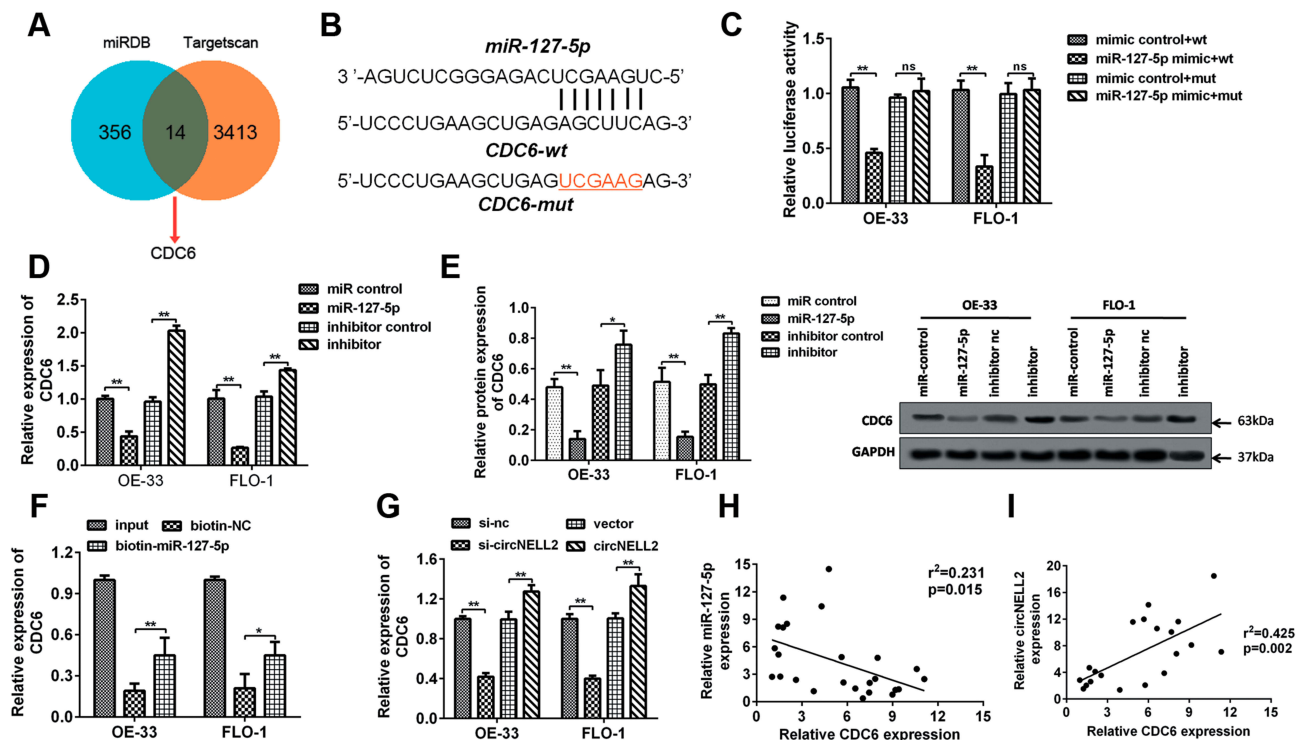 A
miRDB
Targetscan
356
14
3413
CDC6
B
miR-127-5p
3'-AGUCUCGGGAGACUCGAAGUC-5'
5'-UCCCUGAAGCUGAGAGCUUCAG-3'
CDC6-wt
5'-UCCCUGAAGCUGAGUCGAAGAG-3'
CDC6-mut
C
Relative luciferase activity
1.5
1.0
0.5
0.0
**
ns
**
ns
OE-33
FLO-1
mimic control+wt
miR-127-5p mimic+wt
mimic control+mut
miR-127-5p mimic+mut
D
Relative expression of
CDC6
2.5
2.0
1.5
1.0
0.5
0.0
**
**
**
**
OE-33
FLO-1
miR control
miR-127-5p
inhibitor control
inhibitor
E
Relative protein expression
of CDC6
1.0
0.8
0.6
0.4
0.2
0.0
**
*
**
**
OE-33
FLO-1
miR control
miR-127-5p
inhibitor control
inhibitor
OE-33
FLO-1
miR-control
miR-127-5p
inhibitor nc
inhibitor
miR-control
miR-127-5p
inhibitor nc
inhibitor
CDC6
63kDa
GAPDH
37kDa
F
input
biotin-NC
biotin-miR-127-5p
Relative expression of
CDC6
1.2
0.9
0.6
0.3
0.0
**
*
OE-33
FLO-1
G
si-nc
vector
si-circNELL2
circNELL2
Relative expression of
CDC6
1.6
1.2
0.8
0.4
0.0
**
**
**
**
OE-33
FLO-1
H
Relative miR-127-5p
expression
15
12
9
6
3
0
r²=0.231
p=0.015
0
3
6
9
12
15
Relative CDC6 expression
I
Relative circNELL2
expression
20
16
12
8
4
0
r²=0.425
p=0.002
0
3
6
9
12
15
Relative CDC6 expression